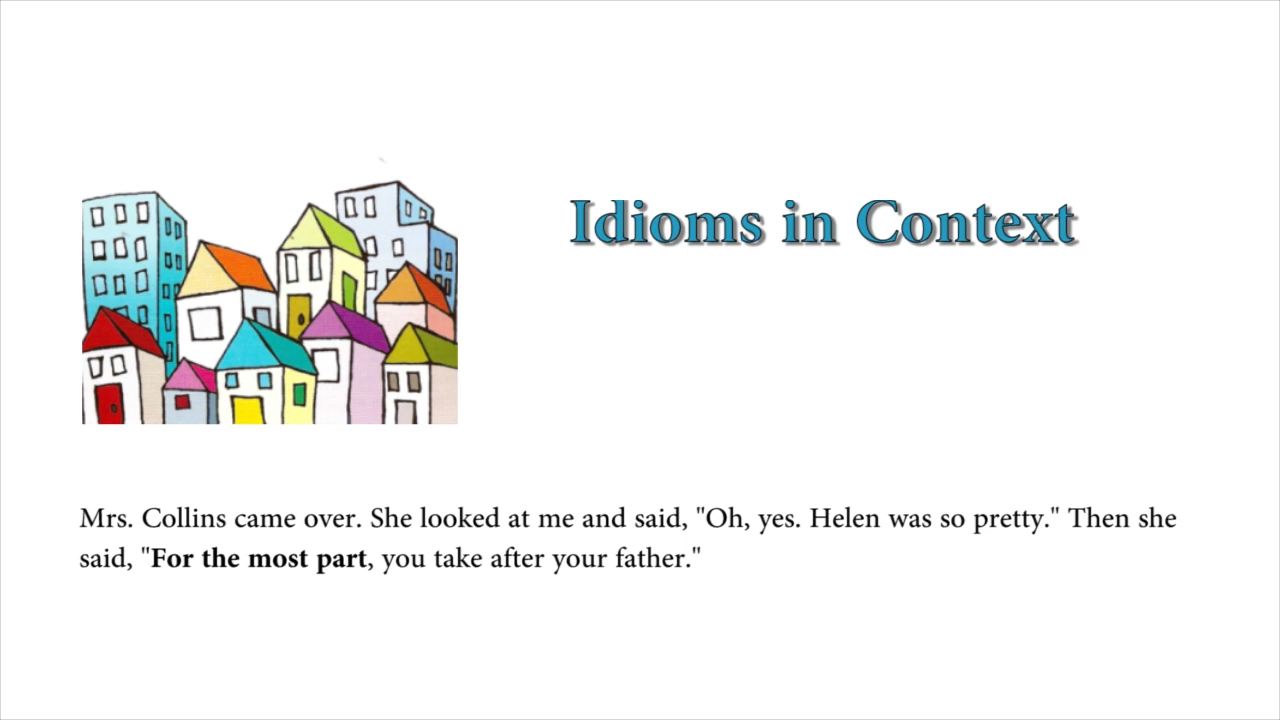 Idioms in Context
Mrs. Collins came over. She looked at me and said, "Oh, yes. Helen was so pretty." Then she
said, "For the most part, you take after your father."